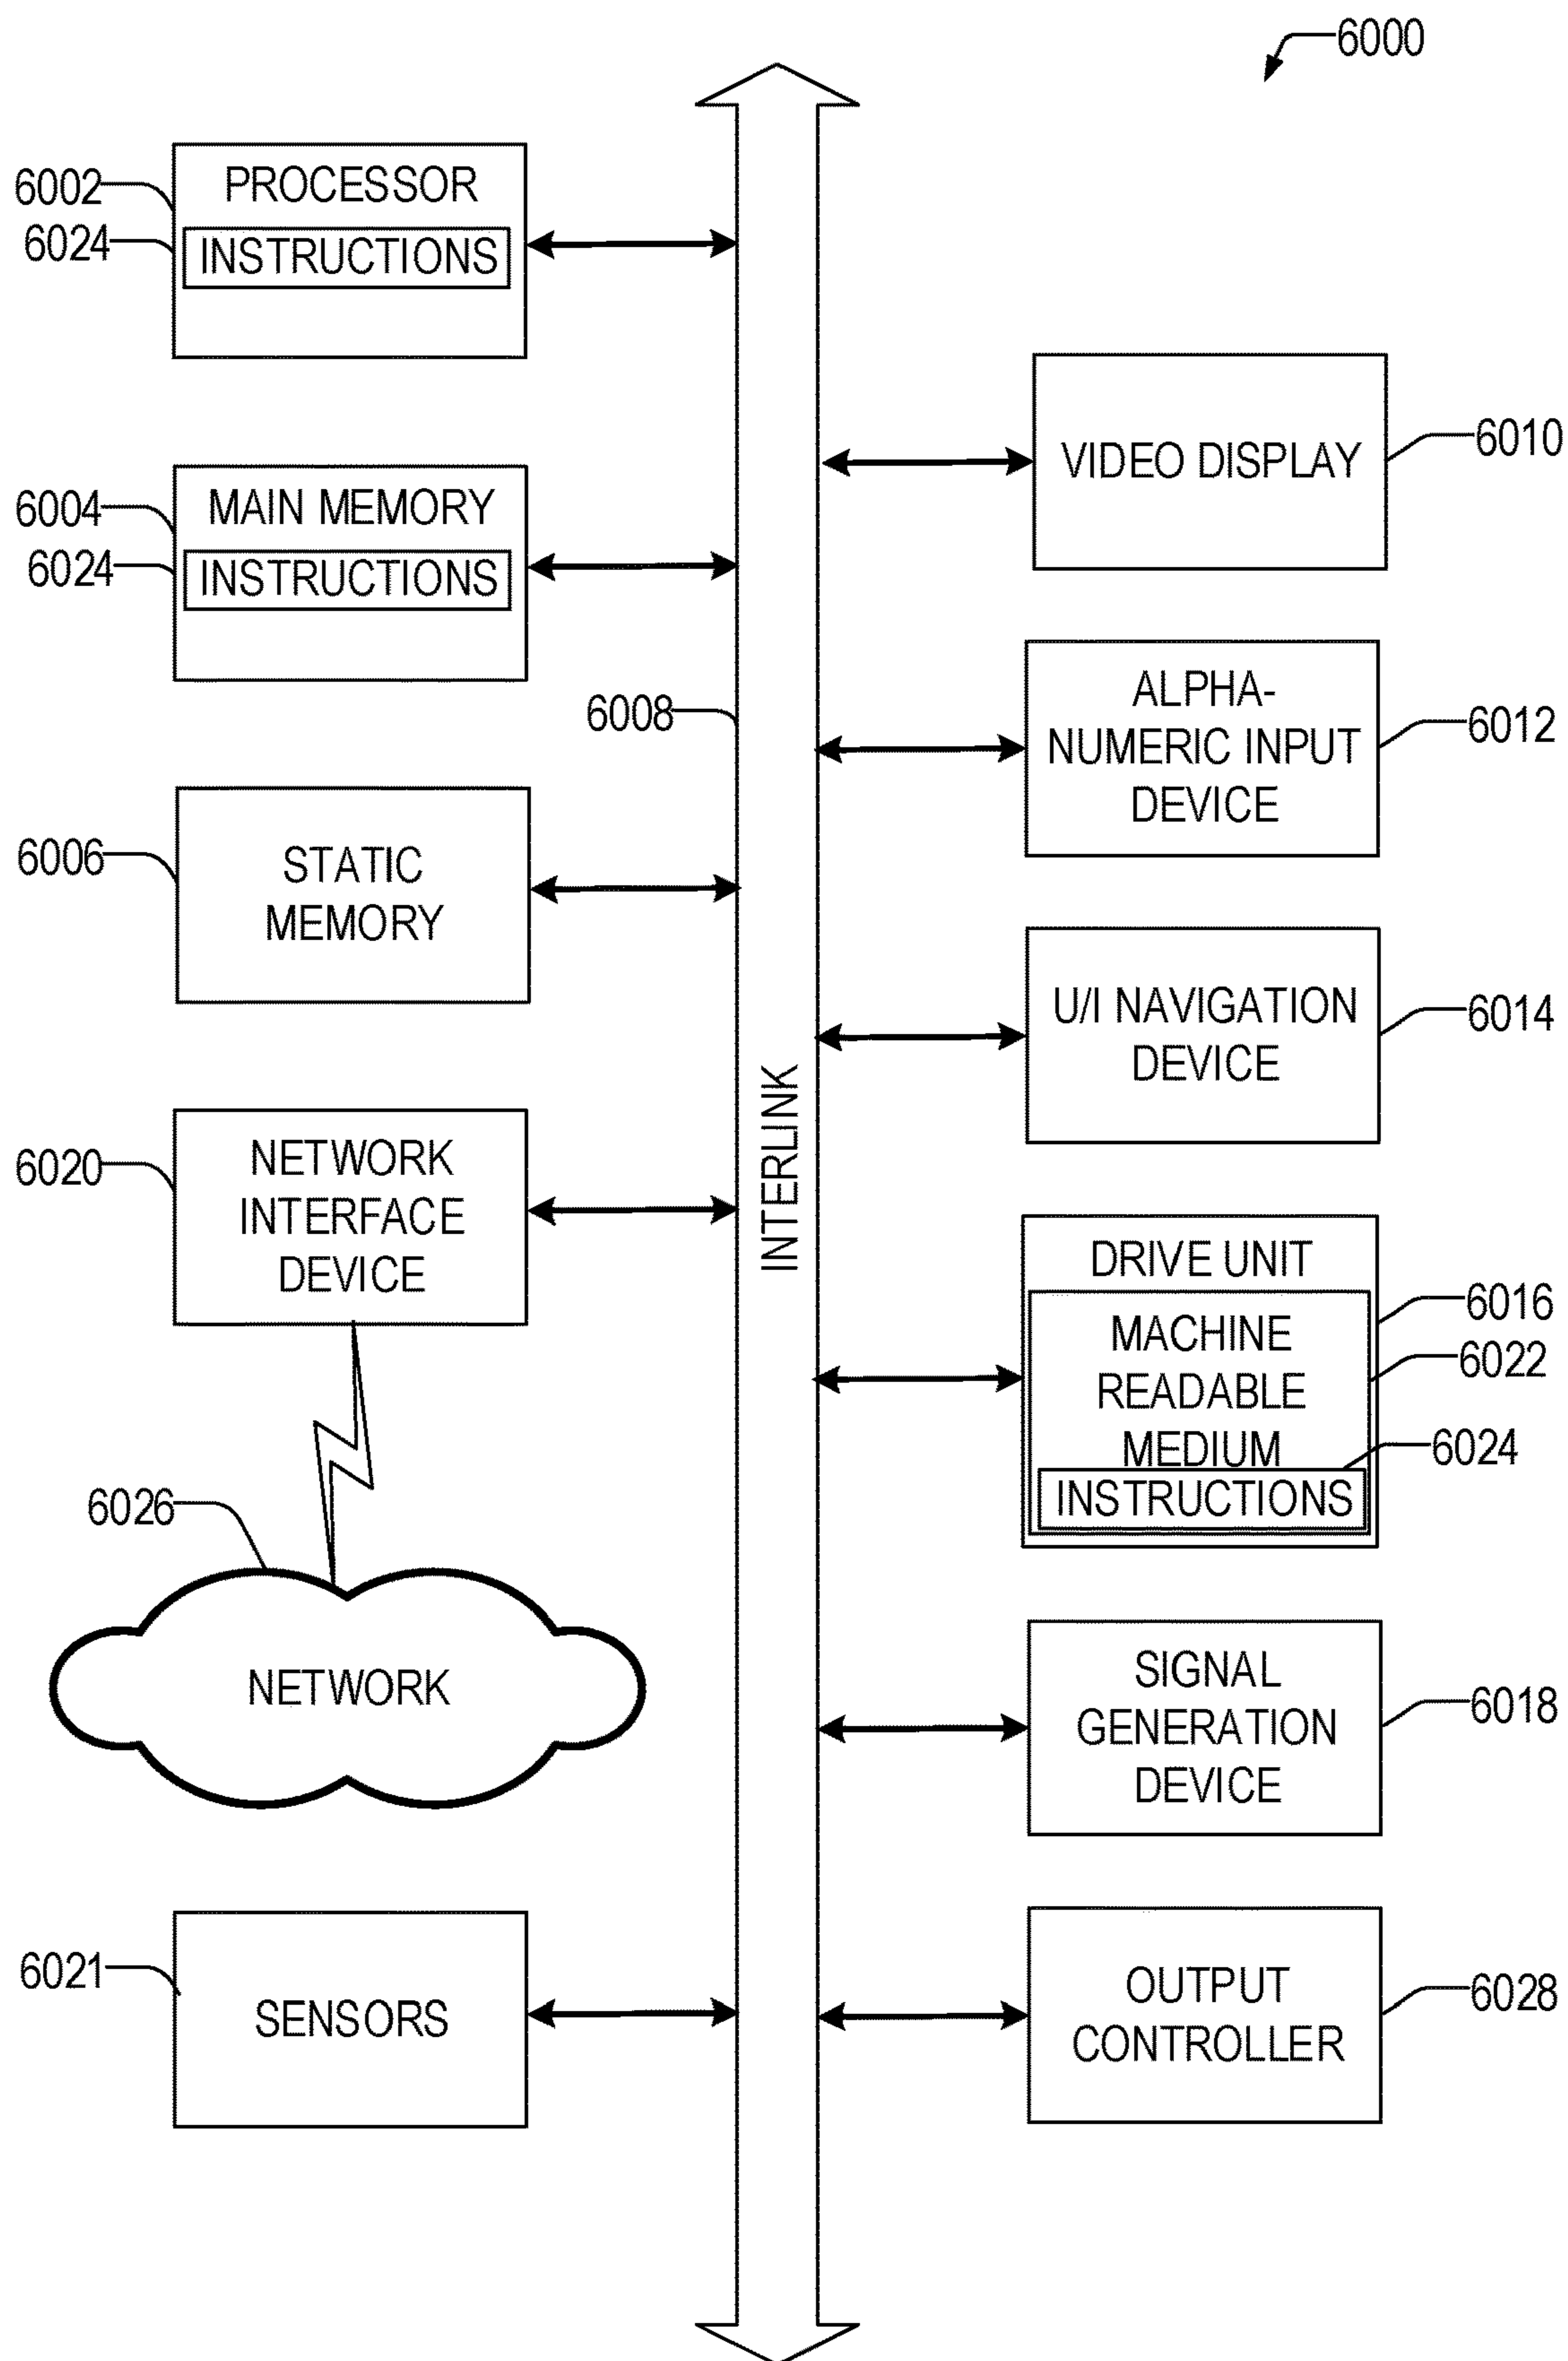 6000
6002
PROCESSOR
6024
INSTRUCTIONS
6004
MAIN MEMORY
6024
INSTRUCTIONS
6008
6006
STATIC
MEMORY
6020
NETWORK
INTERFACE
DEVICE
6026
NETWORK
6021
SENSORS
INTERLINK
VIDEO DISPLAY
6010
ALPHA-
NUMERIC INPUT
DEVICE
6012
U/I NAVIGATION
DEVICE
6014
DRIVE UNIT
6016
MACHINE
READABLE
MEDIUM
6022
6024
INSTRUCTIONS
SIGNAL
GENERATION
DEVICE
6018
OUTPUT
CONTROLLER
6028